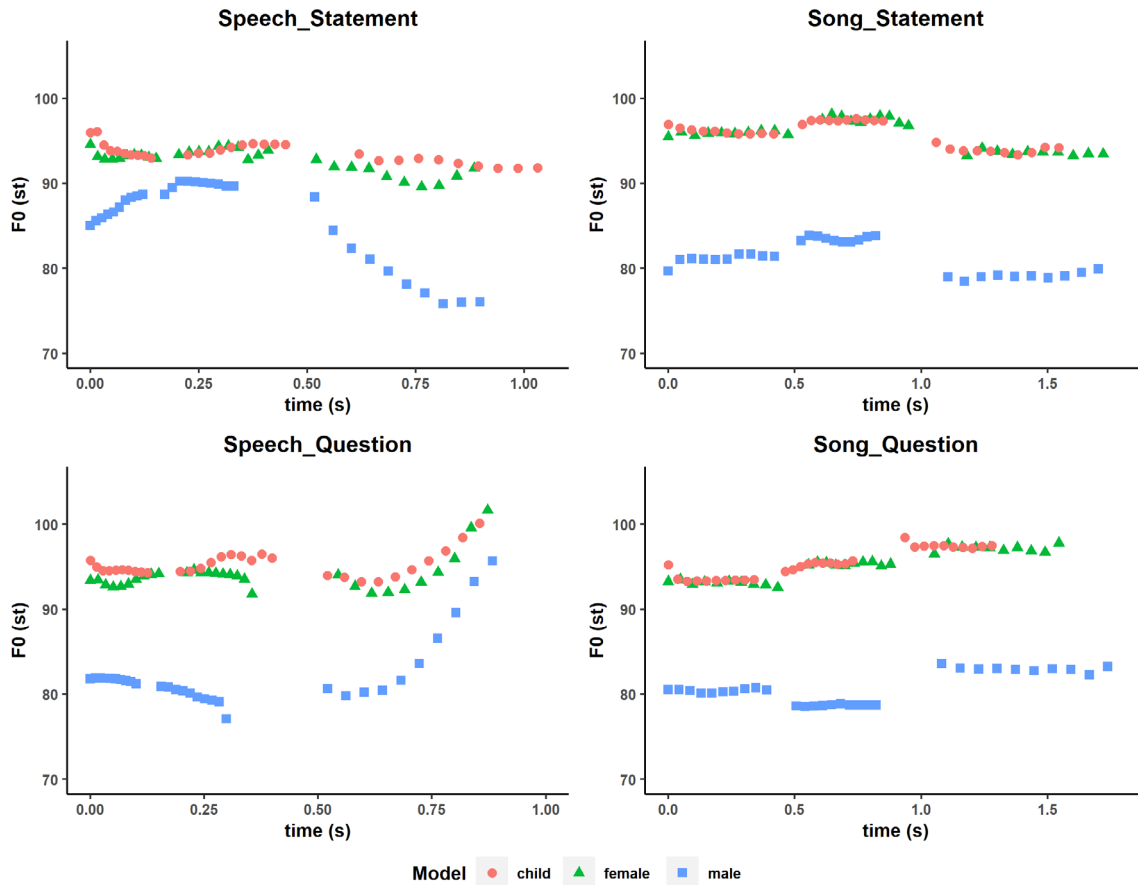 Speech_Statement
Song_Statement
F0 (st)
100
90
80
70
0.00 0.25 0.50 0.75 1.00
time (s)
F0 (st)
100
90
80
70
0.0 0.5 1.0 1.5
time (s)
Speech_Question
Song_Question
F0 (st)
100
90
80
70
0.00 0.25 0.50 0.75 1.00
time (s)
F0 (st)
100
90
80
70
0.0 0.5 1.0 1.5
time (s)
Model child female male